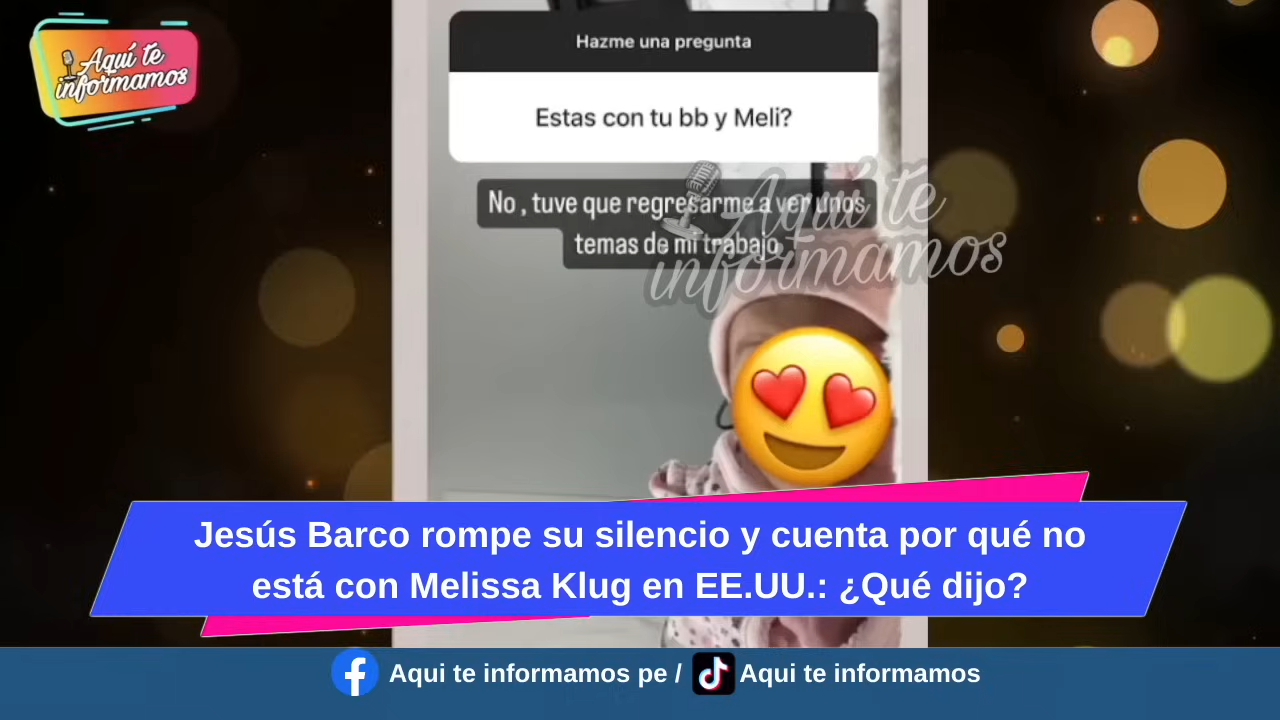 Aquí te
informamos
Hazme una pregunta
Estas con tu bb y Meli?
No , tuve que regresarme a ver unos
temas de mi trabajo
Aquí te
informamos
Jesús Barco rompe su silencio y cuenta por qué no
está con Melissa Klug en EE.UU.: ¿Qué dijo?
Aqui te informamos pe / Aqui te informamos